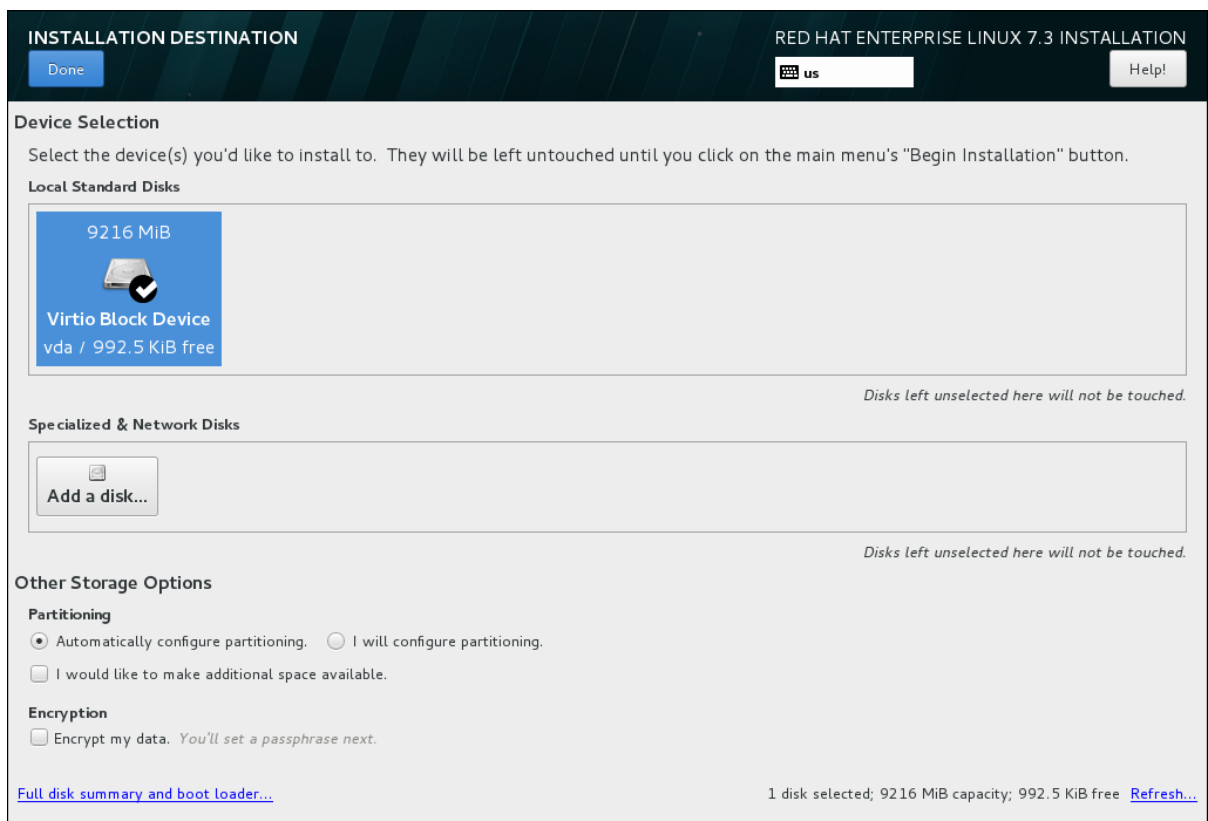 INSTALLATION DESTINATION
RED HAT ENTERPRISE LINUX 7.3 INSTALLATION
Done
us
Help!
Device Selection
Select the device(s) you'd like to install to.  They will be left untouched until you click on the main menu's "Begin Installation" button.
Local Standard Disks
9216 MiB
Virtio Block Device
vda / 992.5 KiB free
Disks left unselected here will not be touched.
Specialized & Network Disks
Add a disk...
Disks left unselected here will not be touched.
Other Storage Options
Partitioning
Automatically configure partitioning. I will configure partitioning.
I would like to make additional space available.
Encryption
Encrypt my data. You'll set a passphrase next.
Full disk summary and boot loader... 1 disk selected; 9216 MiB capacity; 992.5 KiB free Refresh...